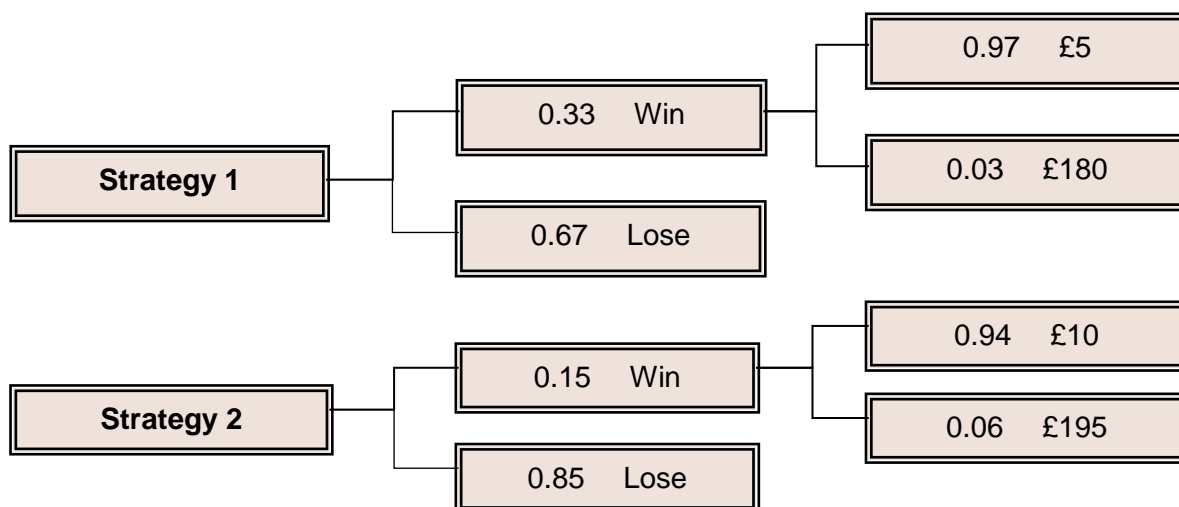 0.97 £5
0.33 Win
Strategy 1
0.03 £180
0.67 Lose
0.94 £10
0.15 Win
Strategy 2
0.06 £195
0.85 Lose